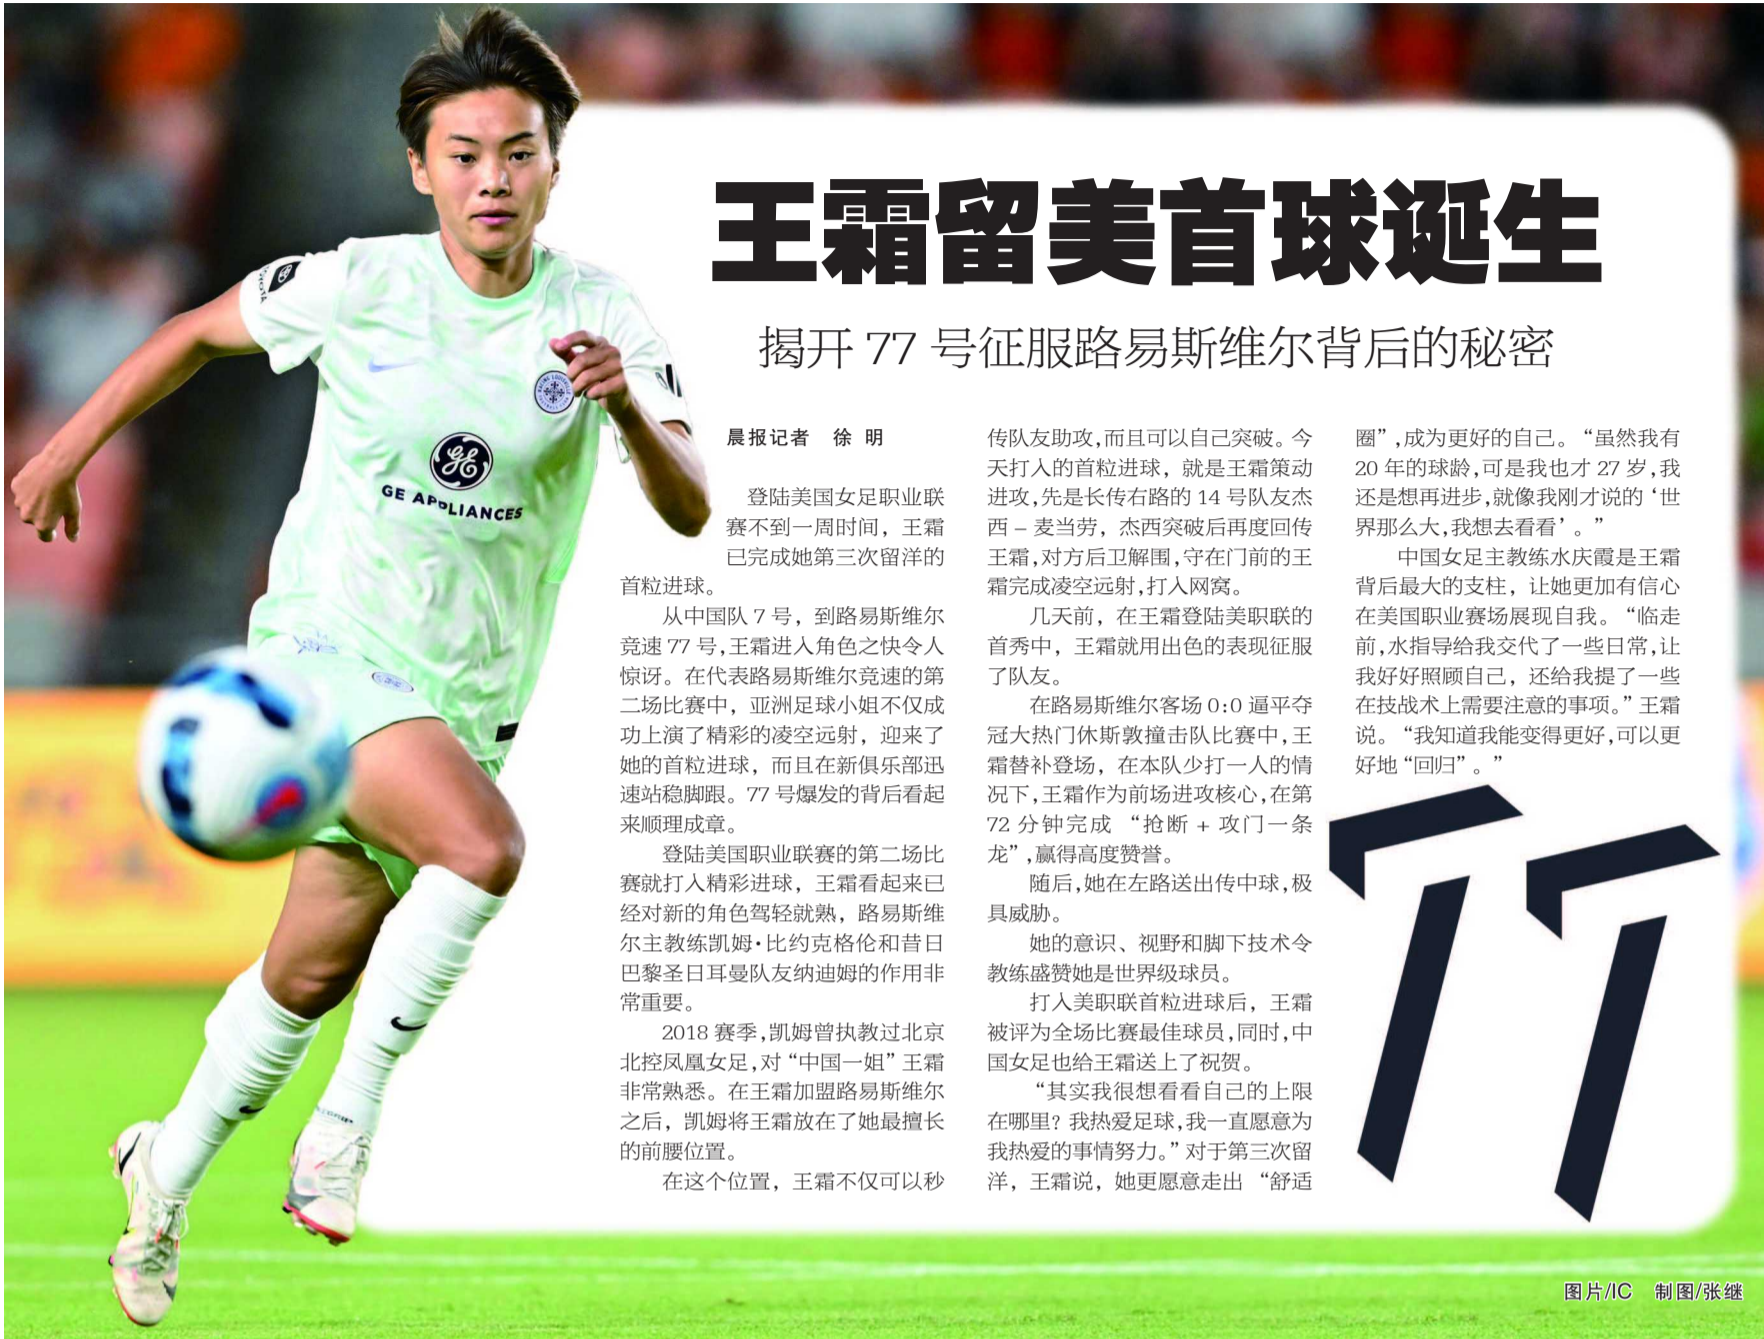 王霜留美首球诞生
揭开 77 号征服路易斯维尔背后的秘密
晨报记者　徐 明
登陆美国女足职业联
赛不到一周时间，王霜
已完成她第三次留洋的
首粒进球。
从中国队 7 号，到路易斯维尔
竞速 77 号,王霜进入角色之快令人
惊讶。在代表路易斯维尔竞速的第
二场比赛中，亚洲足球小姐不仅成
功上演了精彩的凌空远射，迎来了
她的首粒进球，而且在新俱乐部迅
速站稳脚跟。77 号爆发的背后看起
来顺理成章。
登陆美国职业联赛的第二场比
赛就打入精彩进球，王霜看起来已
经对新的角色驾轻就熟，路易斯维
尔主教练凯姆·比约克格伦和昔日
巴黎圣日耳曼队友纳迪姆的作用非
常重要。
2018 赛季,凯姆曾执教过北京
北控凤凰女足,对“中国一姐”王霜
非常熟悉。在王霜加盟路易斯维尔
之后，凯姆将王霜放在了她最擅长
的前腰位置。
在这个位置，王霜不仅可以秒
传队友助攻,而且可以自己突破。今
天打入的首粒进球，就是王霜策动
进攻,先是长传右路的 14 号队友杰
西－麦当劳，杰西突破后再度回传
王霜,对方后卫解围,守在门前的王
霜完成凌空远射,打入网窝。
几天前，在王霜登陆美职联的
首秀中，王霜就用出色的表现征服
了队友。
在路易斯维尔客场 0:0 逼平夺
冠大热门休斯敦撞击队比赛中,王
霜替补登场，在本队少打一人的情
况下,王霜作为前场进攻核心,在第
72 分钟完成 “抢断 + 攻门一条
龙”,赢得高度赞誉。
随后,她在左路送出传中球,极
具威胁。
她的意识、视野和脚下技术令
教练盛赞她是世界级球员。
打入美职联首粒进球后，王霜
被评为全场比赛最佳球员,同时,中
国女足也给王霜送上了祝贺。
“其实我很想看看自己的上限
在哪里？我热爱足球,我一直愿意为
我热爱的事情努力。”对于第三次留
洋，王霜说，她更愿意走出 “舒适
圈”,成为更好的自己。“虽然我有
20 年的球龄,可是我也才 27 岁,我
还是想再进步,就像我刚才说的‘世
界那么大,我想去看看’。”
中国女足主教练水庆霞是王霜
背后最大的支柱，让她更加有信心
在美国职业赛场展现自我。“临走
前,水指导给我交代了一些日常,让
我好好照顾自己，还给我提了一些
在技战术上需要注意的事项。”王霜
说。“我知道我能变得更好,可以更
好地“回归”。”
77
TOYOTA
RACING LOUISVILLE
GE
GE APPLIANCES
图片/IC　制图/张继